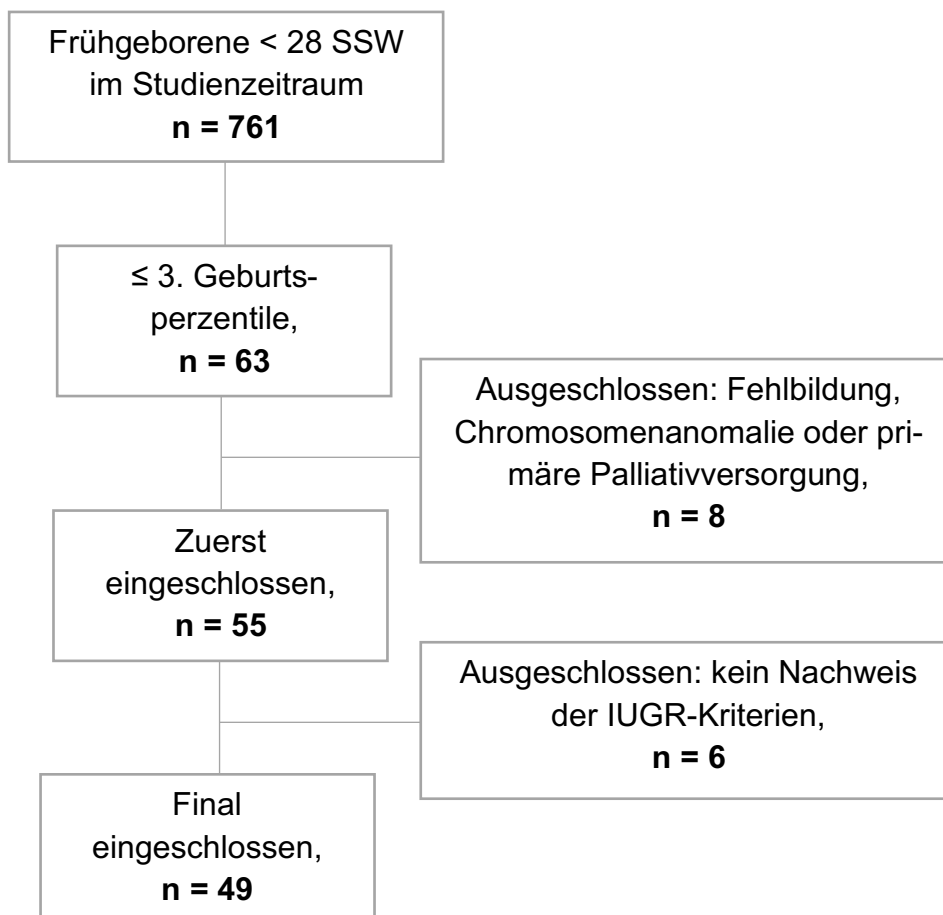 Frühgeborene < 28 SSW
im Studienzeitraum
n = 761
≤ 3. Geburts-
perzentile,
n = 63
Ausgeschlossen: Fehlbildung,
Chromosomenanomalie oder pri-
märe Palliativversorgung,
n = 8
Zuerst
eingeschlossen,
n = 55
Ausgeschlossen: kein Nachweis
der IUGR-Kriterien,
n = 6
Final
eingeschlossen,
n = 49